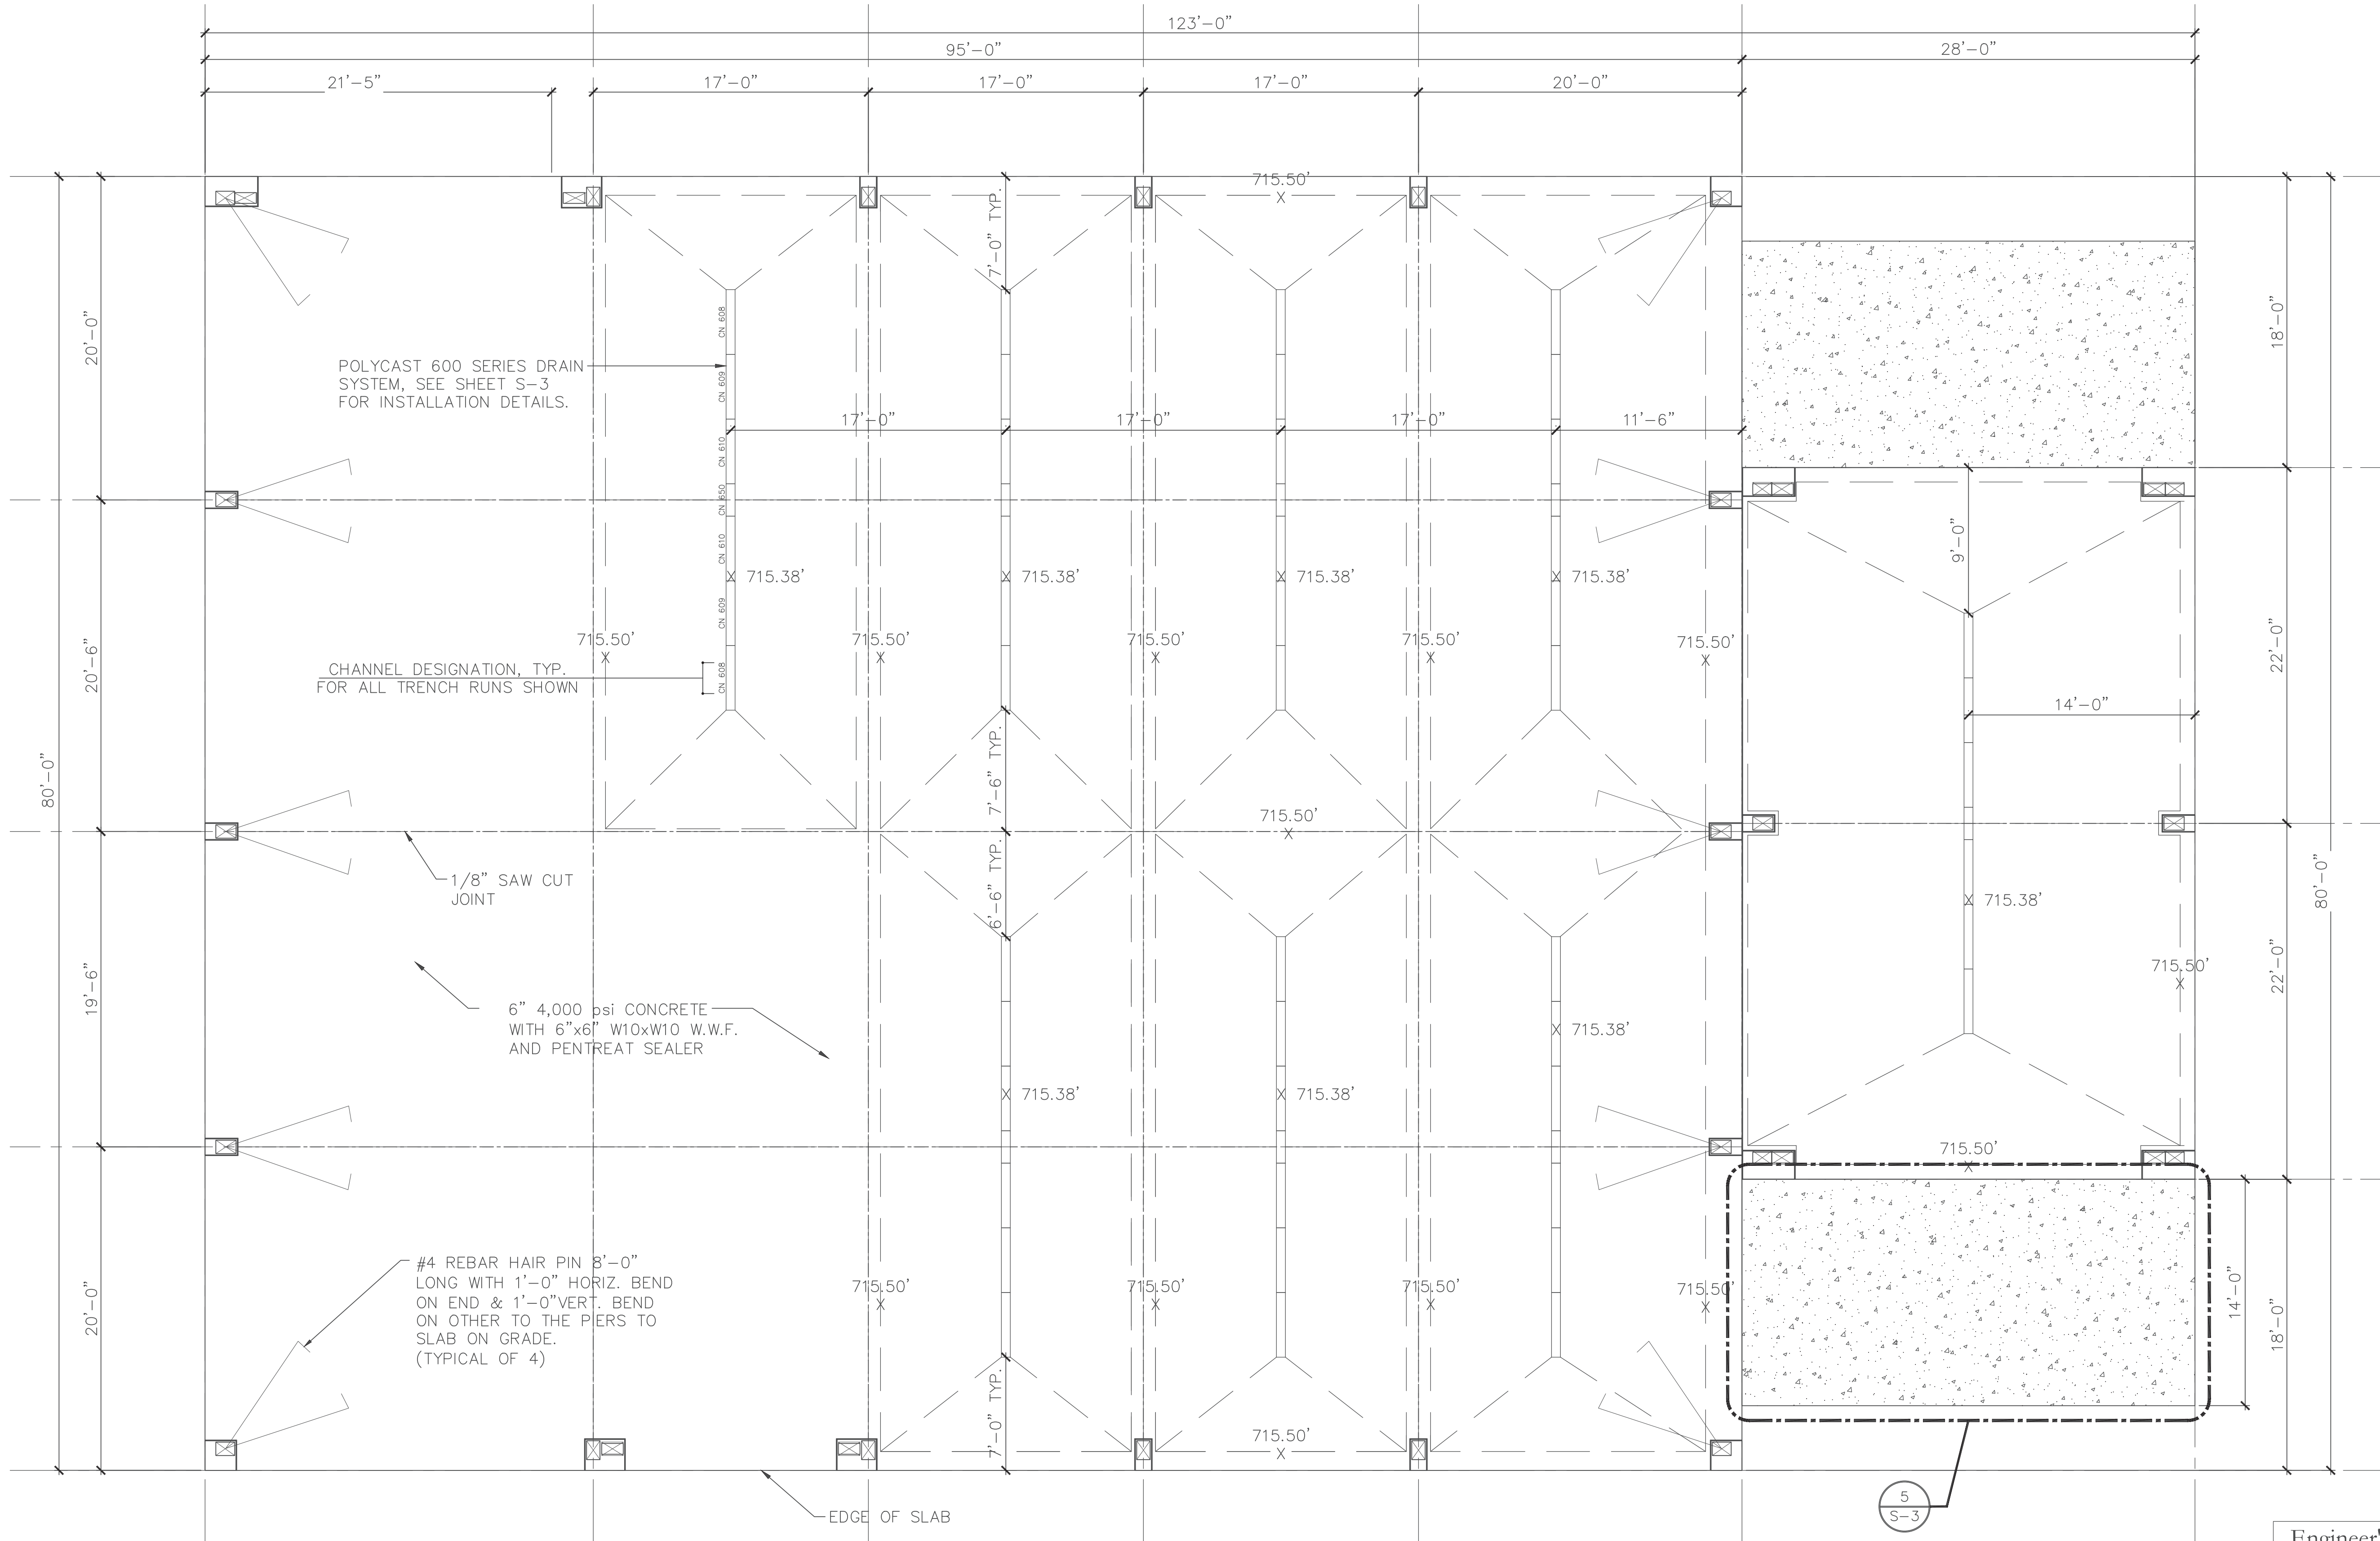 123'-0"
95'-0"
28'-0"
21'-5"
17'-0"
17'-0"
17'-0"
20'-0"
715.50'
7'-0" TYP.
20'-0"
18'-0"
CN 608
POLYCAST 600 SERIES DRAIN
SYSTEM, SEE SHEET S-3
FOR INSTALLATION DETAILS.
CN 609
17'-0"
17'-0"
17'-0"
11'-6"
CN 610
CN 650
CN 610
9'-0"
715.38'
715.38'
715.38'
715.38'
CN 609
715.50'
715.50'
715.50'
715.50'
715.50'
20'-6"
22'-0"
CHANNEL DESIGNATION, TYP.
FOR ALL TRENCH RUNS SHOWN
CN 608
14'-0"
80'-0"
7'-6" TYP.
715.50'
1/8" SAW CUT
JOINT
6'-6" TYP.
715.38'
80'-0"
19'-6"
22'-0"
715.50'
6" 4,000 psi CONCRETE
WITH 6"x6" W10xW10 W.W.F.
AND PENTREAT SEALER
715.38'
715.38'
715.38'
715.50'
#4 REBAR HAIR PIN 8'-0"
LONG WITH 1'-0" HORIZ. BEND
ON END & 1'-0"VERT. BEND
ON OTHER TO THE PIERS TO
SLAB ON GRADE.
(TYPICAL OF 4)
20'-0"
715.50'
715.50'
715.50'
715.50'
14'-0"
18'-0"
7'-0" TYP.
715.50'
EDGE OF SLAB
5
S-3
Engineer'